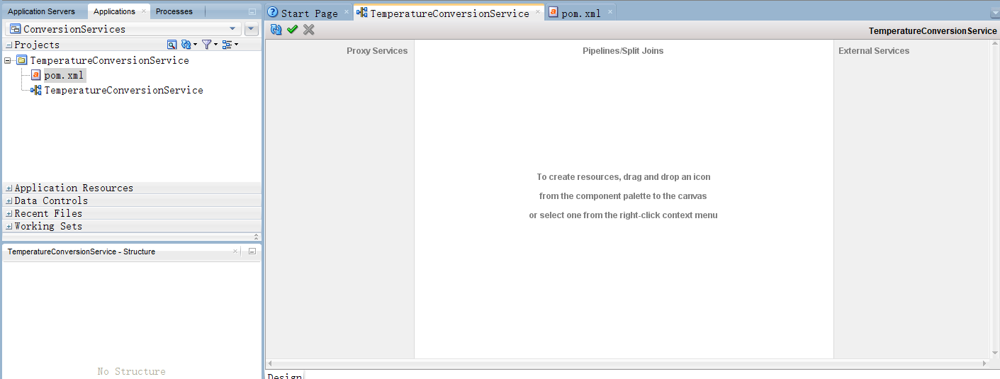 Application Servers
Applications
Processes
ConversionServices
Projects
TemperatureConversionService
pom.xml
TemperatureConversionService
Application Resources
Data Controls
Recent Files
Working Sets
TemperatureConversionService - Structure
No Structure
Start Page
TemperatureConversionService
pom.xml
TemperatureConversionService
Proxy Services
Pipelines/Split Joins
External Services
To create resources, drag and drop an icon
from the component palette to the canvas
or select one from the right-click context menu
Design